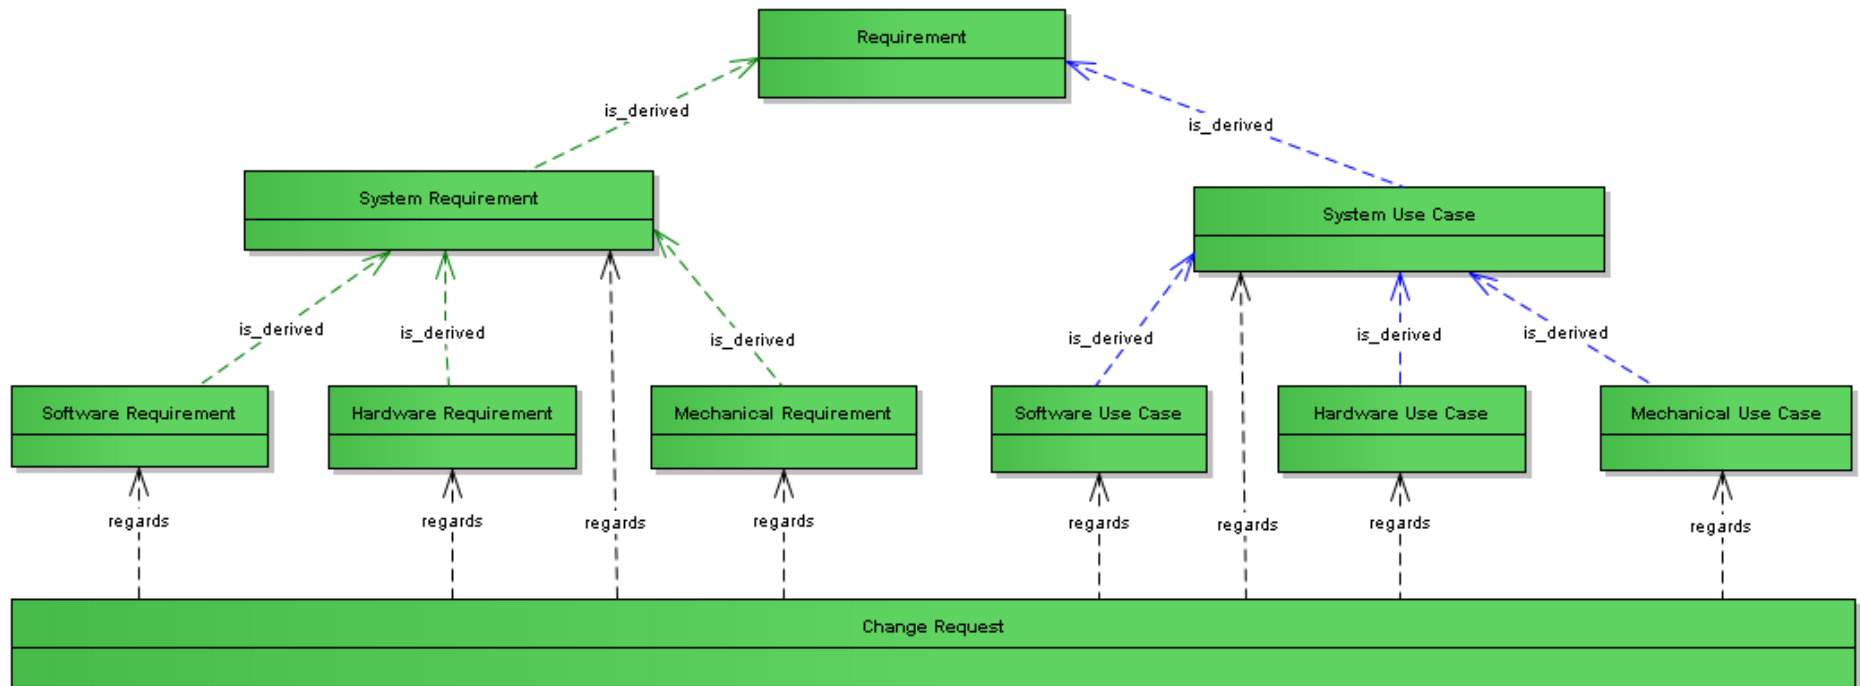 Requirement
is_derived
is_derived
System Requirement
System Use Case
is_derived
is_derived
is_derived
is_derived
is_derived
is_derived
Software Requirement
Hardware Requirement
Mechanical Requirement
Software Use Case
Hardware Use Case
Mechanical Use Case
regards
regards
regards
regards
regards
regards
regards
regards
Change Request